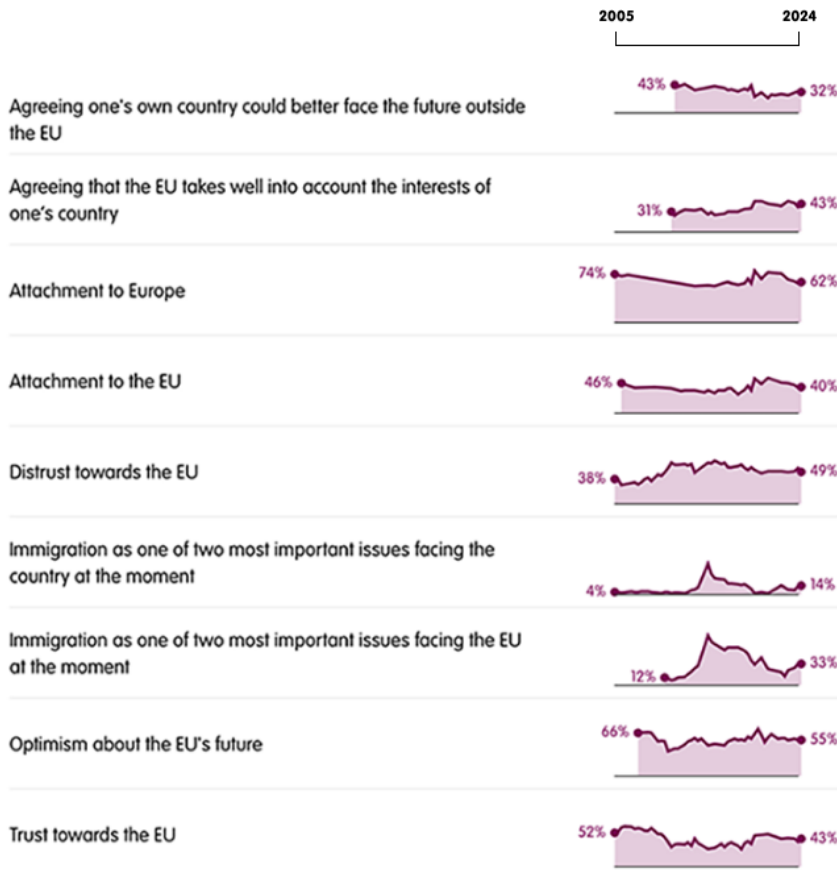 2005 2024
43% 32%
Agreeing one's own country could better face the future outside
the EU
Agreeing that the EU takes well into account the interests of
one's country
31% 43%
74% 62%
Attachment to Europe
Attachment to the EU
46% 40%
Distrust towards the EU
38% 49%
Immigration as one of two most important issues facing the
country at the moment
4% 14%
Immigration as one of two most important issues facing the EU
at the moment
12% 33%
66% 55%
Optimism about the EU's future
Trust towards the EU
52% 43%